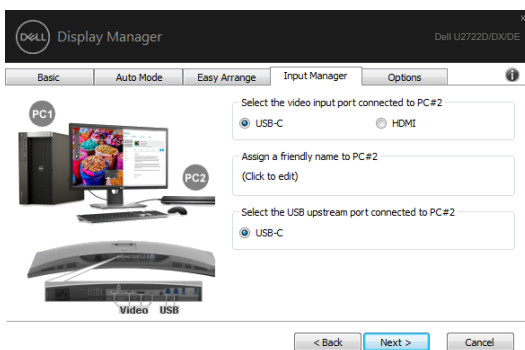 DELL Display Manager
Dell U2722D/DX/DE
Basic Auto Mode Easy Arrange Input Manager Options
Select the video input port connected to PC#2
USB-C HDMI
Assign a friendly name to PC#2
(Click to edit)
Select the USB upstream port connected to PC#2
USB-C
PC1
PC2
Video USB
< Back Next > Cancel